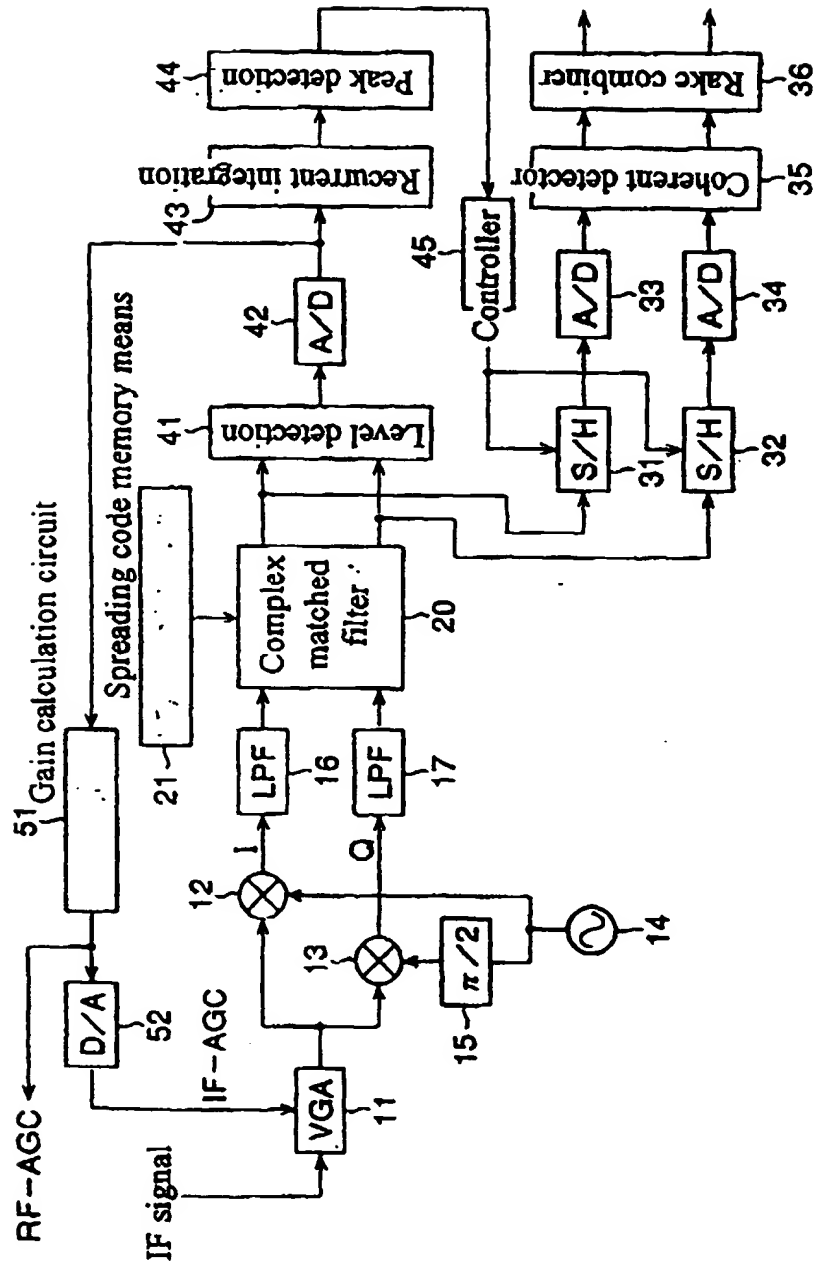 RF-AGC
51 Gain calculation circuit
D/A
52
Spreading code memory means
21
IF-AGC
IF signal
VGA
11
12
I
LPF
16
13
Q
LPF
17
π/2
15
14
Complex
matched
filter
20
41
Level detection
42
A/D
43
Recurrent integration
44
Peak detection
45
Controller
S/H
31
S/H
32
A/D
33
A/D
34
Coherent detector
35
Rake combiner
36